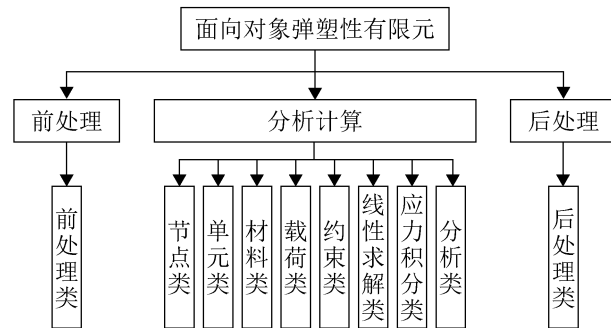 面向对象弹塑性有限元
前处理
分析计算
后处理
前处理类
节点类
单元类
材料类
载荷类
约束类
线性求解类
应力积分类
分析类
后处理类